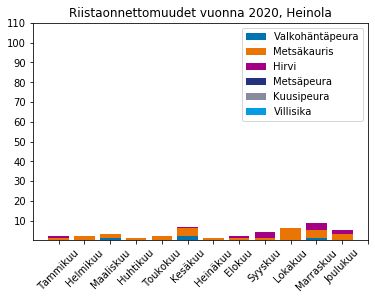 Riistaonnettomuudet vuonna 2020, Heinola
110
100
90
80
70
60
50
40
30
20
10
Valkohäntäpeura
Metsäkauris
Hirvi
Metsäpeura
Kuusipeura
Villisika
Tammikuu
Helmikuu
Maaliskuu
Huhtikuu
Toukokuu
Kesäkuu
Heinäkuu
Elokuu
Syyskuu
Lokakuu
Marraskuu
Joulukuu